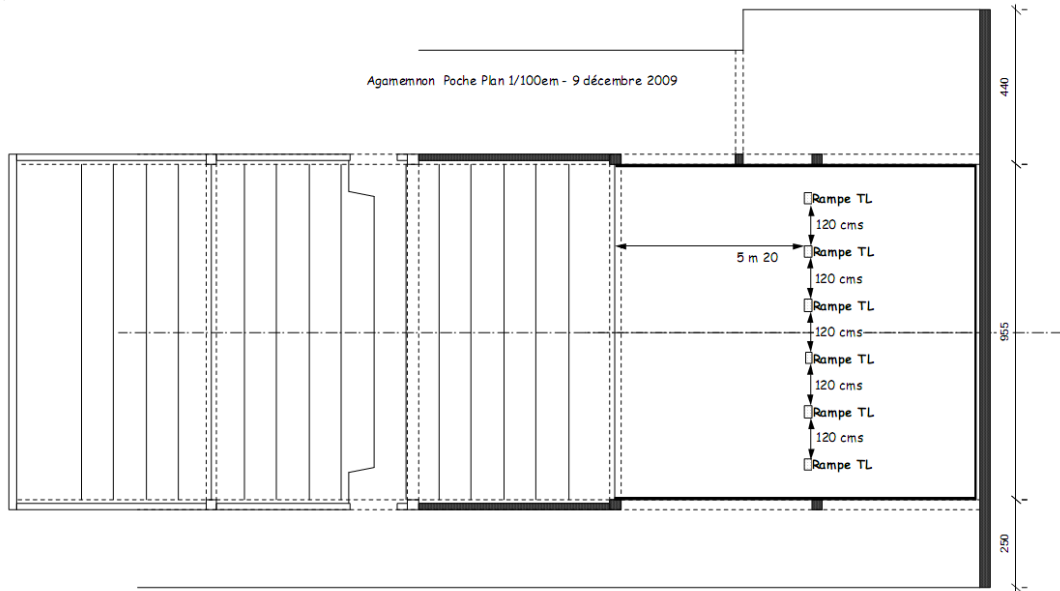 Agamemnon Poche Plan 1/100em - 9 décembre 2009
440
Rampe TL
120 cms
5 m 20
Rampe TL
120 cms
Rampe TL
120 cms
955
Rampe TL
120 cms
Rampe TL
120 cms
Rampe TL
250